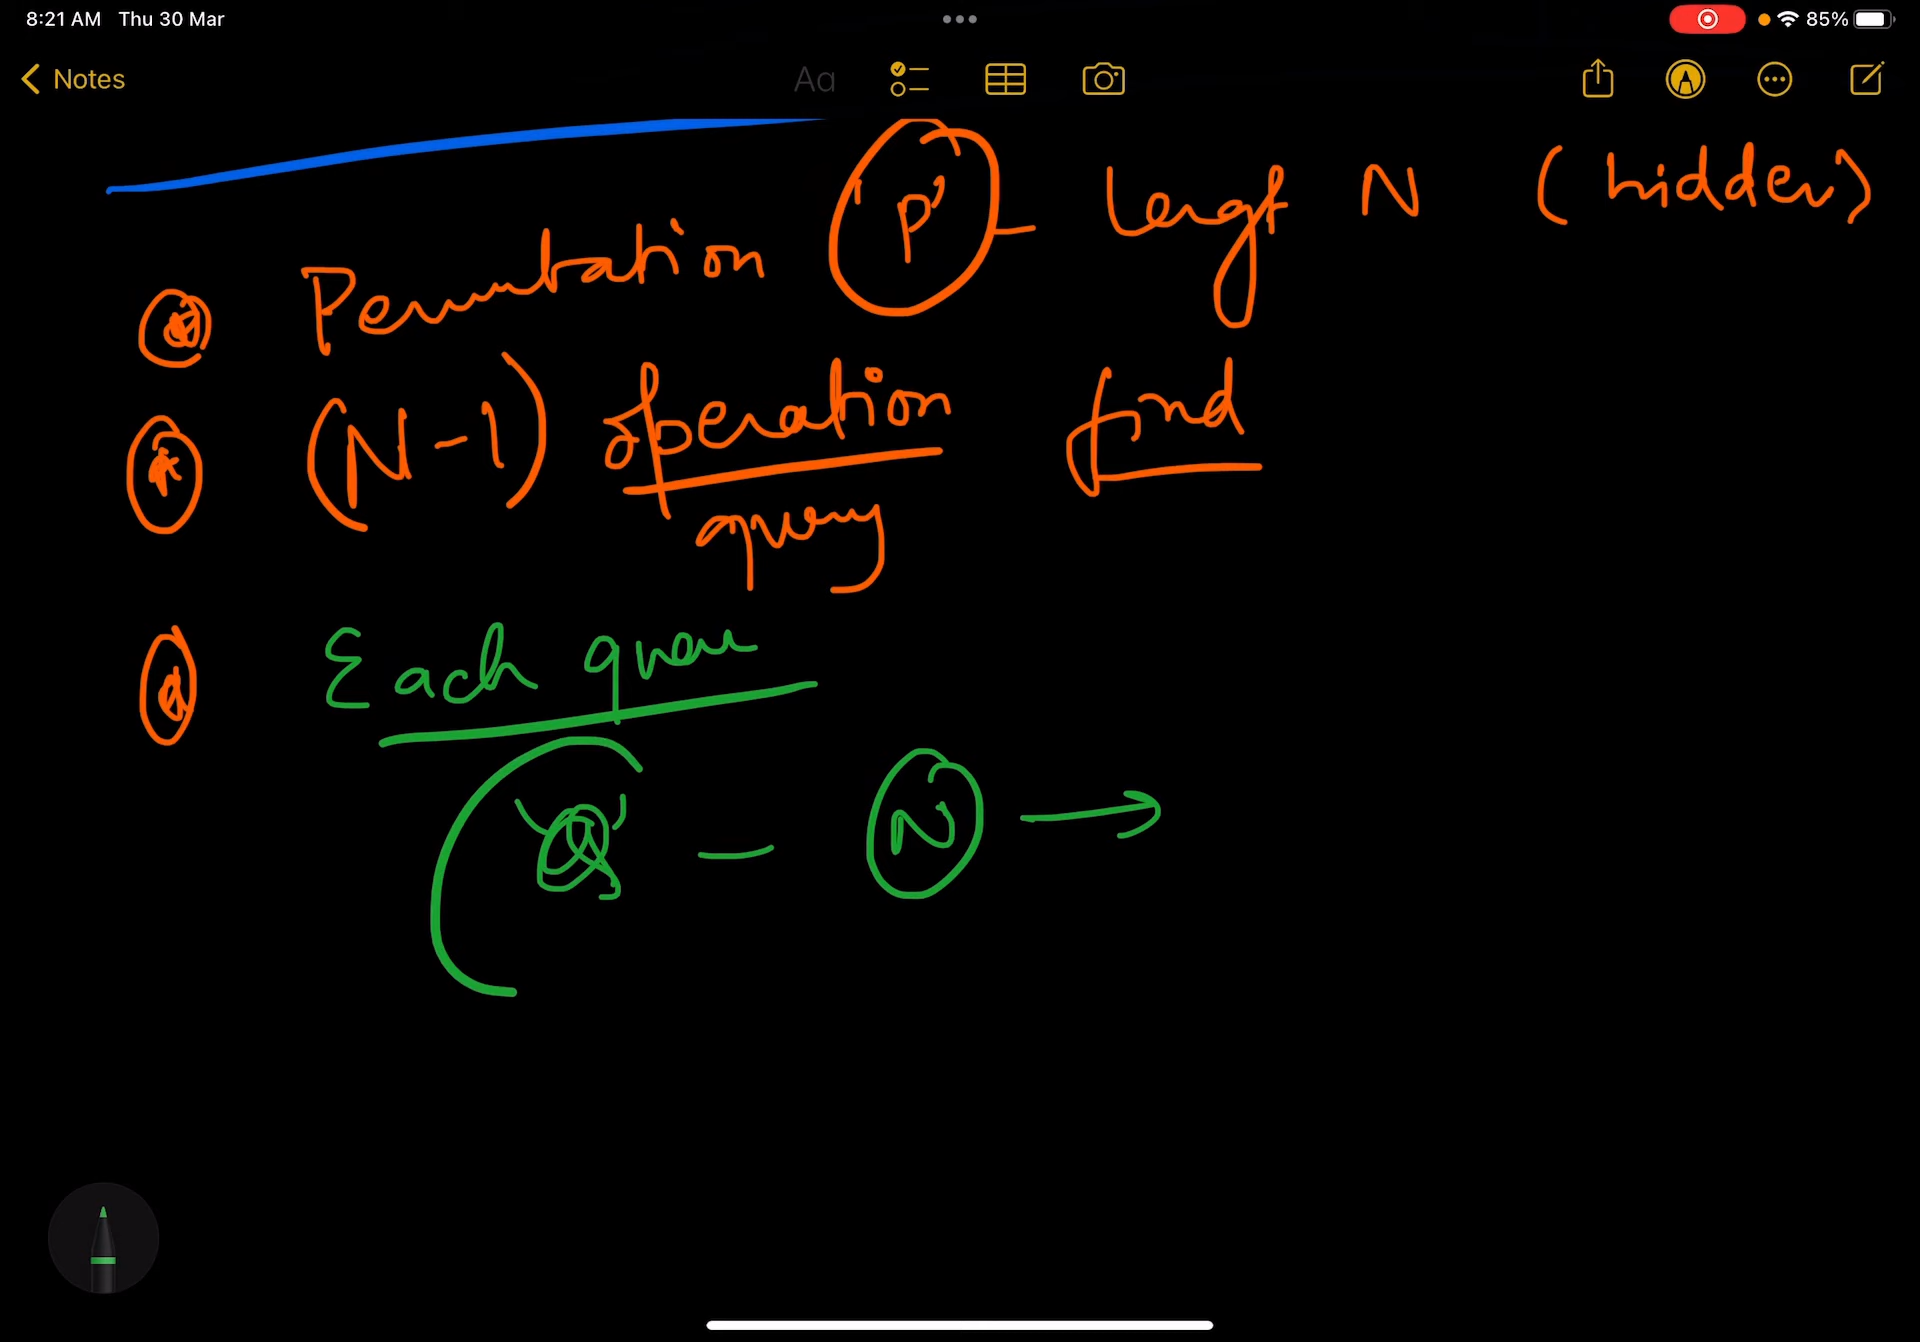 8:21 AM Thu 30 Mar
85%
Notes
Aa
Permutation 'P' - length N (hidden)
(N-1) operation find
query
Each query
( 'Q' - N →